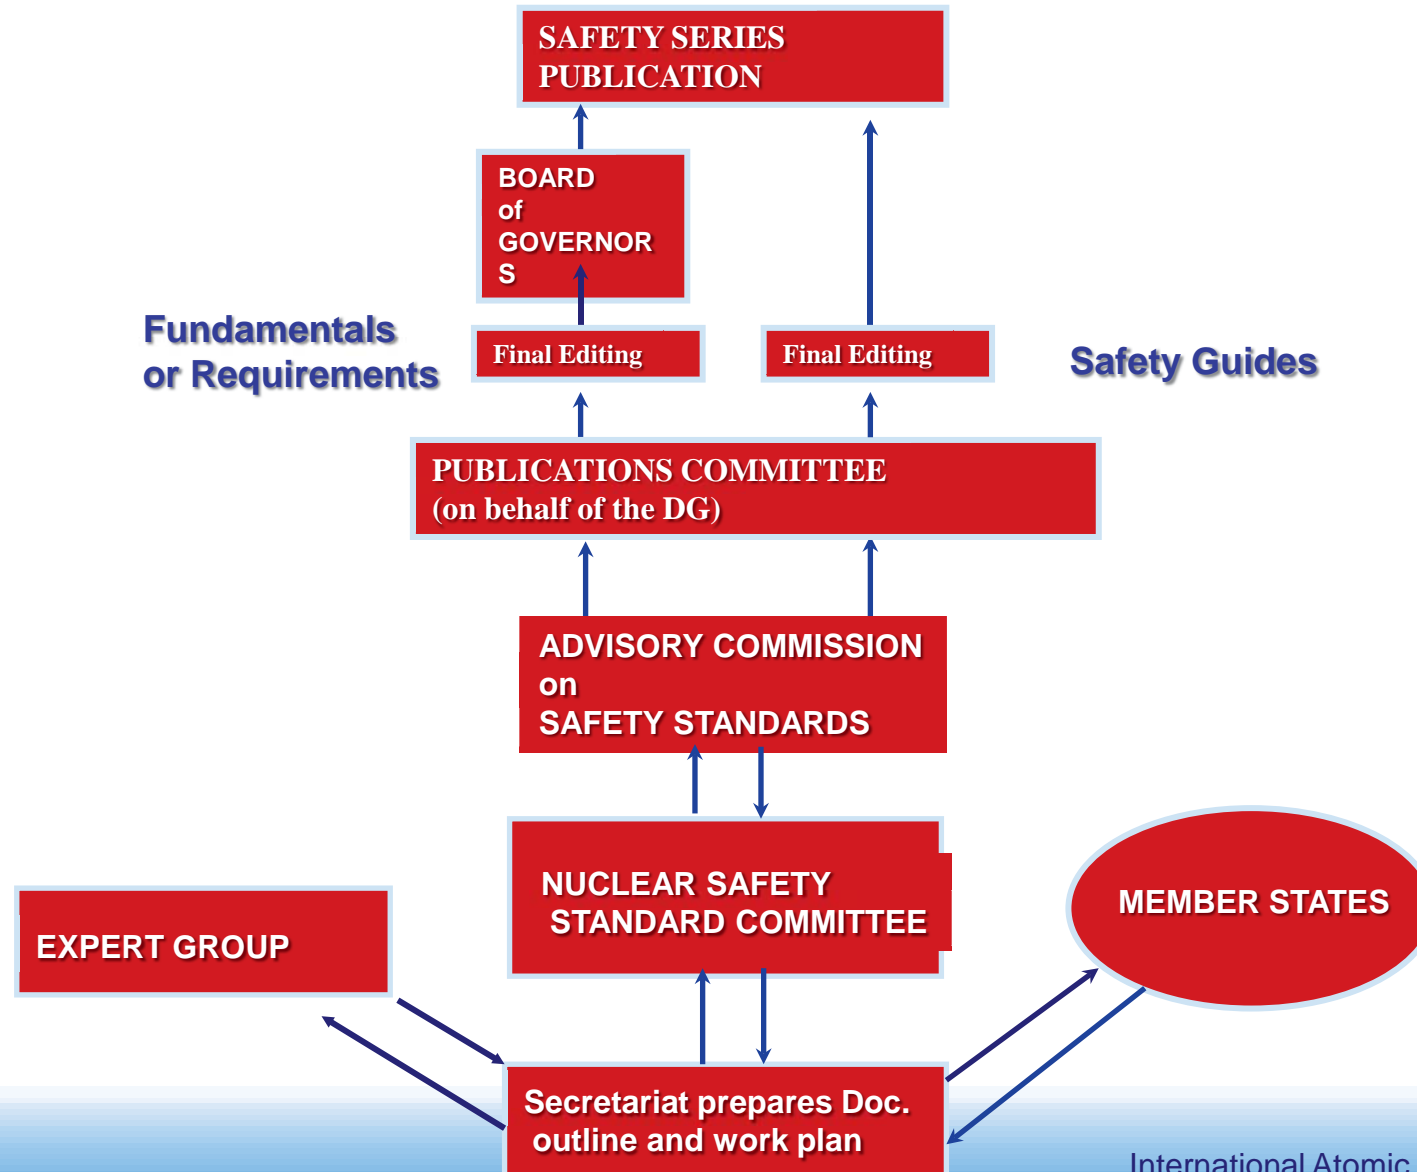 SAFETY SERIES
PUBLICATION
BOARD
of
GOVERNOR
S
Fundamentals
or Requirements
Final Editing
Final Editing
Safety Guides
PUBLICATIONS COMMITTEE
(on behalf of the DG)
ADVISORY COMMISSION
on
SAFETY STANDARDS
NUCLEAR SAFETY
STANDARD COMMITTEE
MEMBER STATES
EXPERT GROUP
Secretariat prepares Doc.
outline and work plan
International Atomic